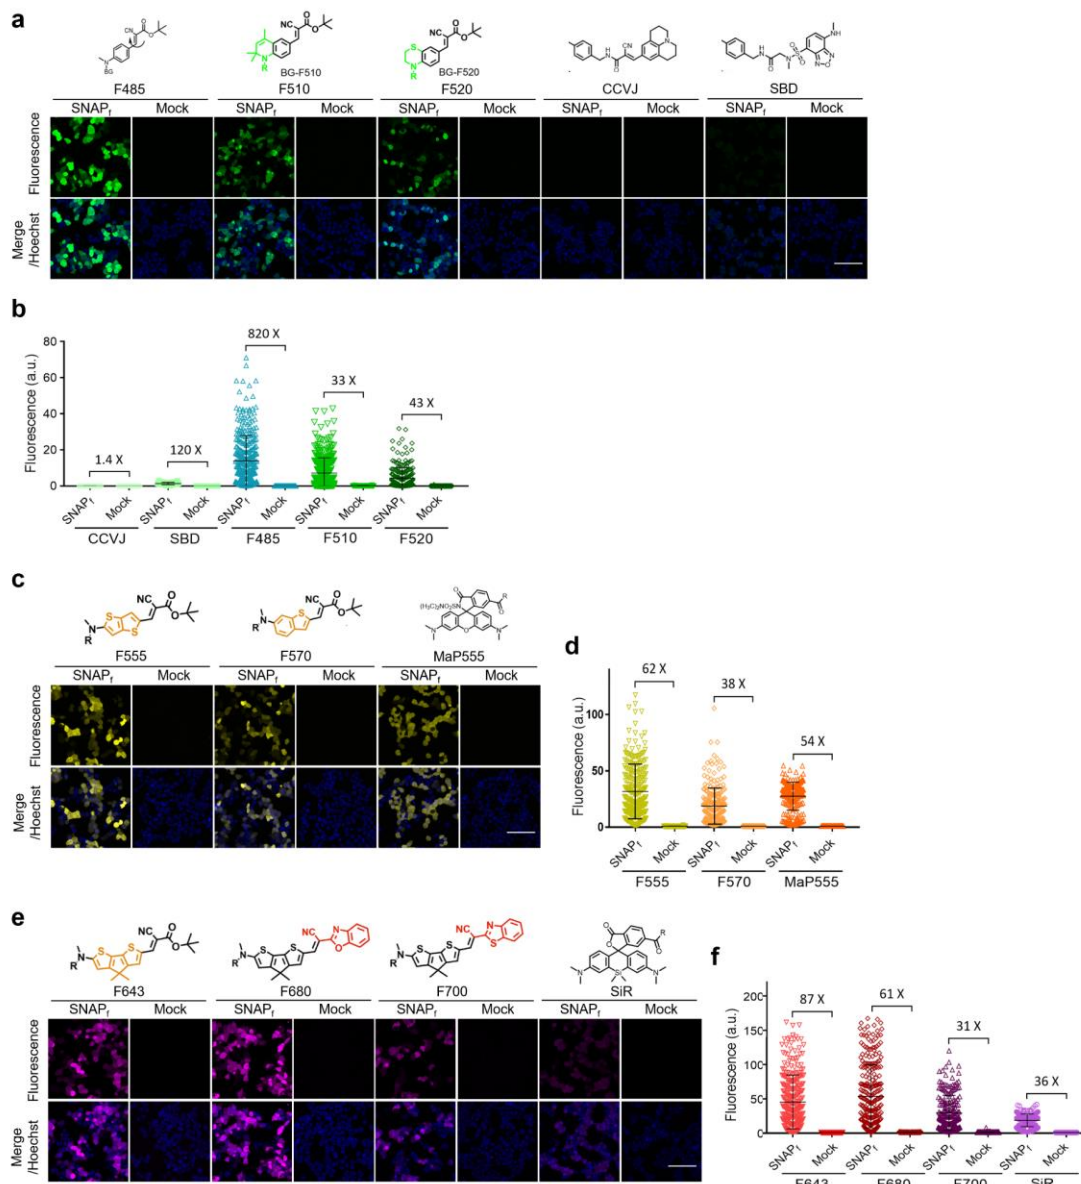 a
BG-F510
BG-F520
F485 F510 F520 CCVJ SBD
SNAPf Mock SNAPf Mock SNAPf Mock SNAPf Mock SNAPf Mock
Fluorescence
Merge
/Hoechst
b
Fluorescence (a.u.)
80
60
40
20
0
1.4 X
120 X
820 X
33 X
43 X
SNAPf Mock SNAPf Mock SNAPf Mock SNAPf Mock SNAPf Mock
CCVJ SBD F485 F510 F520
c
F555 F570 MaP555
SNAPf Mock SNAPf Mock SNAPf Mock
Fluorescence
Merge
/Hoechst
d
Fluorescence (a.u.)
100
50
0
62 X
38 X
54 X
SNAPf Mock SNAPf Mock SNAPf Mock
F555 F570 MaP555
e
F643 F680 F700 SiR
SNAPf Mock SNAPf Mock SNAPf Mock SNAPf Mock
Fluorescence
Merge
/Hoechst
f
Fluorescence (a.u.)
200
150
100
50
0
87 X
61 X
31 X
36 X
SNAPf Mock SNAPf Mock SNAPf Mock SNAPf Mock
F643 F680 F700 SiR